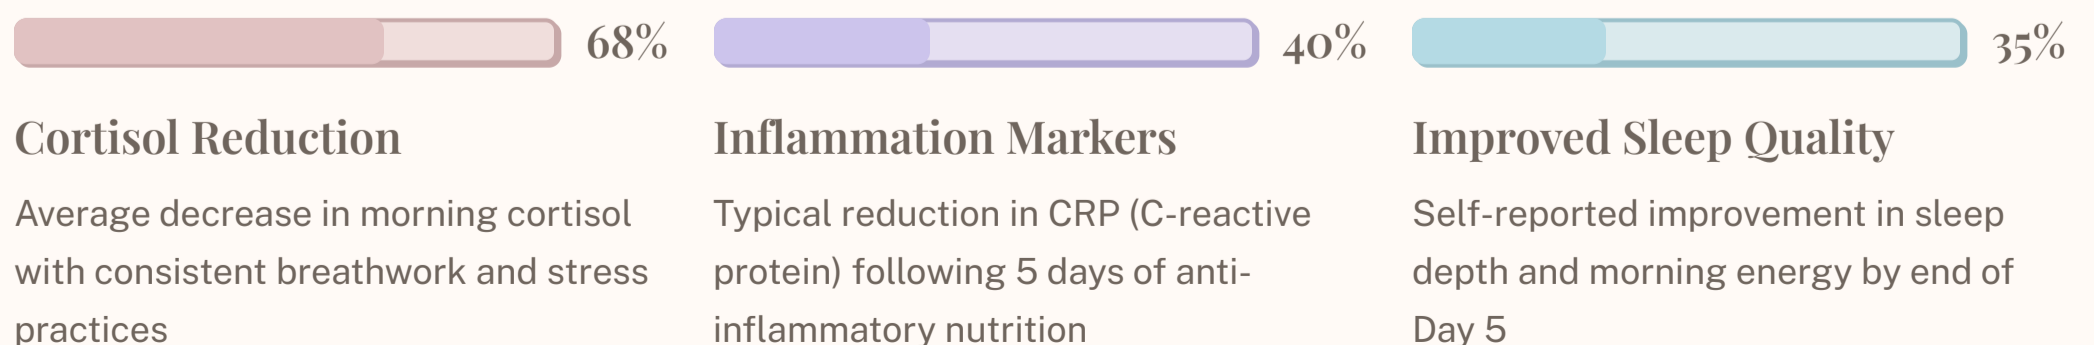 68%
Cortisol Reduction
Average decrease in morning cortisol
with consistent breathwork and stress
practices
40%
Inflammation Markers
Typical reduction in CRP (C-reactive
protein) following 5 days of anti-
inflammatory nutrition
35%
Improved Sleep Quality
Self-reported improvement in sleep
depth and morning energy by end of
Day 5